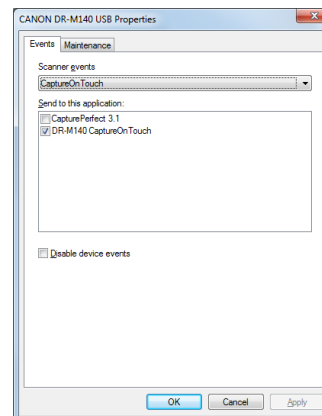 CANON DR-M140 USB Properties
Events Maintenance
Scanner events
CaptureOnTouch
Send to this application:
CapturePerfect 3.1
DR-M140 CaptureOnTouch
Disable device events
OK Cancel Apply